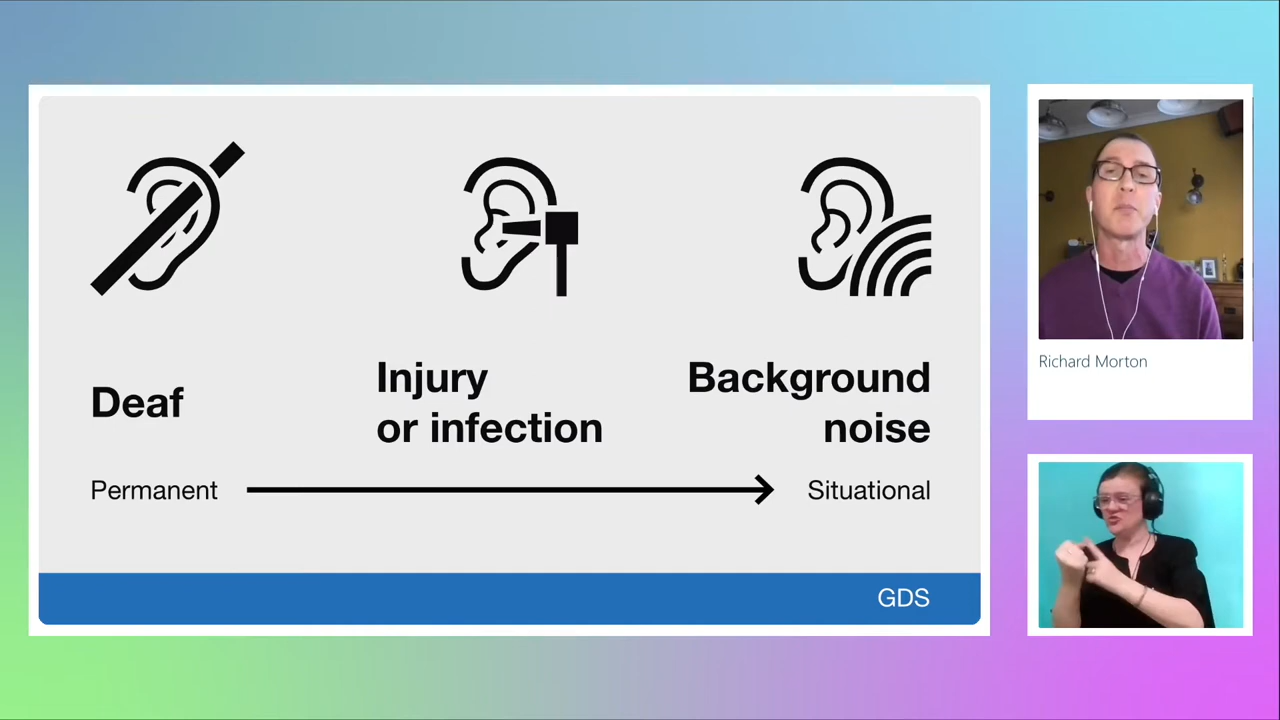 Deaf
Injury
or infection
Background
noise
Permanent
Situational
GDS
Richard Morton